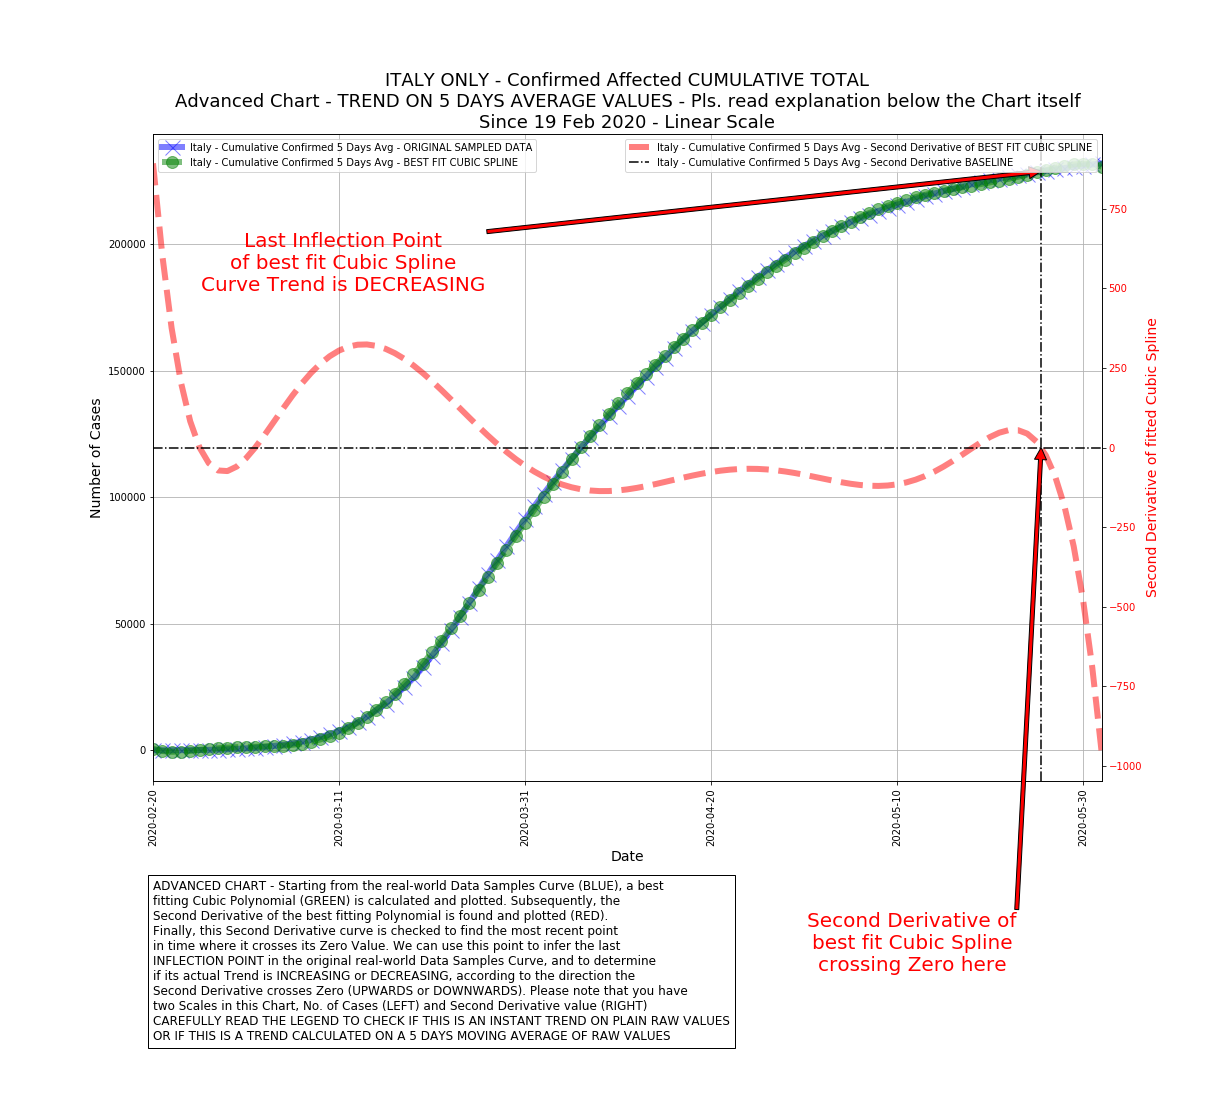 ITALY ONLY - Confirmed Affected CUMULATIVE TOTAL
Advanced Chart - TREND ON 5 DAYS AVERAGE VALUES - Pls. read explanation below the Chart itself
Since 19 Feb 2020 - Linear Scale
Italy - Cumulative Confirmed 5 Days Avg - ORIGINAL SAMPLED DATA
Italy - Cumulative Confirmed 5 Days Avg - BEST FIT CUBIC SPLINE
Italy - Cumulative Confirmed 5 Days Avg - Second Derivative of BEST FIT CUBIC SPLINE
Italy - Cumulative Confirmed 5 Days Avg - Second Derivative BASELINE
Last Inflection Point
of best fit Cubic Spline
Curve Trend is DECREASING
Number of Cases
200000
150000
100000
50000
0
750
500
250
0
−250
−500
−750
−1000
Second Derivative of fitted Cubic Spline
2020-02-20
2020-03-11
2020-03-31
2020-04-20
2020-05-10
2020-05-30
Date
ADVANCED CHART - Starting from the real-world Data Samples Curve (BLUE), a best
fitting Cubic Polynomial (GREEN) is calculated and plotted. Subsequently, the
Second Derivative of the best fitting Polynomial is found and plotted (RED).
Finally, this Second Derivative curve is checked to find the most recent point
in time where it crosses its Zero Value. We can use this point to infer the last
INFLECTION POINT in the original real-world Data Samples Curve, and to determine
if its actual Trend is INCREASING or DECREASING, according to the direction the
Second Derivative crosses Zero (UPWARDS or DOWNWARDS). Please note that you have
two Scales in this Chart, No. of Cases (LEFT) and Second Derivative value (RIGHT)
CAREFULLY READ THE LEGEND TO CHECK IF THIS IS AN INSTANT TREND ON PLAIN RAW VALUES
OR IF THIS IS A TREND CALCULATED ON A 5 DAYS MOVING AVERAGE OF RAW VALUES
Second Derivative of
best fit Cubic Spline
crossing Zero here